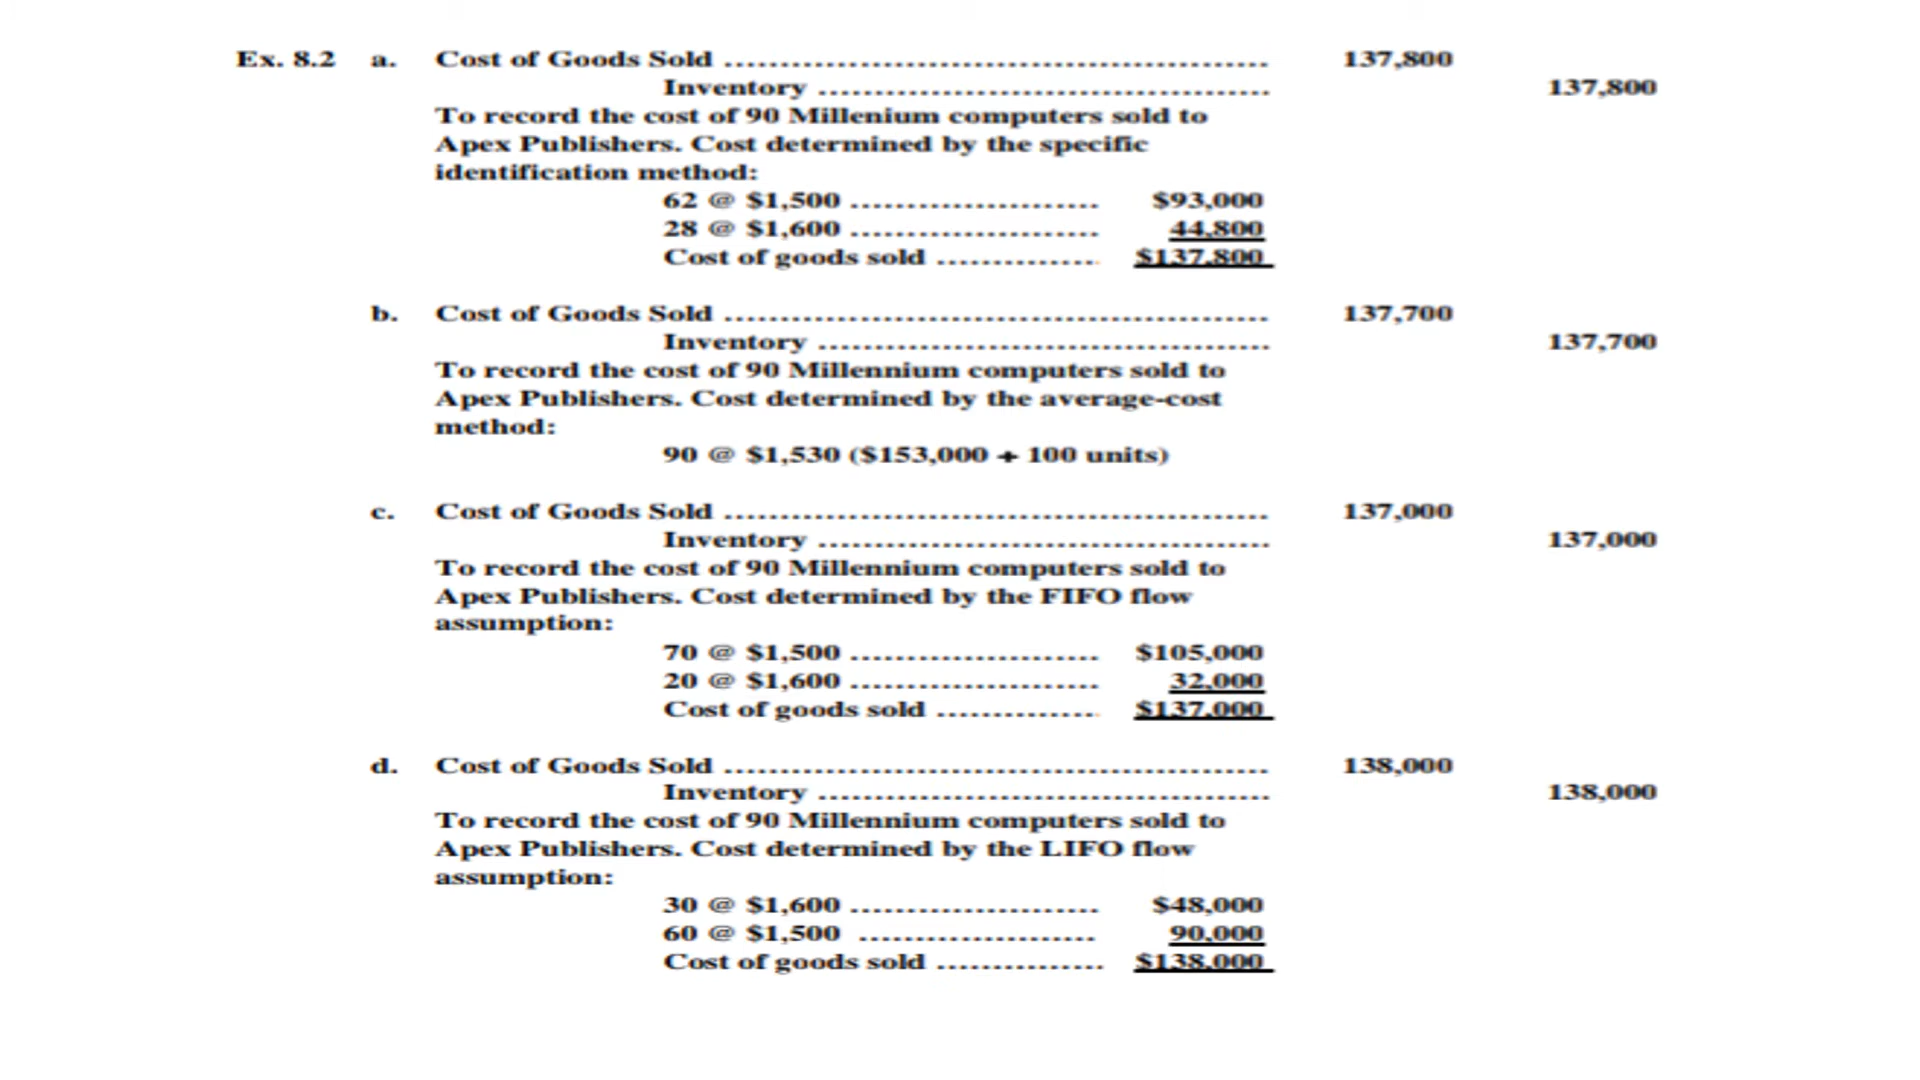 Ex. 8.2 a. Cost of Goods Sold ................................................ 137,800
Inventory ........................................ 137,800
To record the cost of 90 Millenium computers sold to
Apex Publishers. Cost determined by the specific
identification method:
62 @ $1,500 ...................... $93,000
28 @ $1,600 ...................... 44,800
Cost of goods sold .............. $137,800
b. Cost of Goods Sold ................................................ 137,700
Inventory ........................................ 137,700
To record the cost of 90 Millennium computers sold to
Apex Publishers. Cost determined by the average-cost
method:
90 @ $1,530 ($153,000 ÷ 100 units)
c. Cost of Goods Sold ................................................ 137,000
Inventory ........................................ 137,000
To record the cost of 90 Millennium computers sold to
Apex Publishers. Cost determined by the FIFO flow
assumption:
70 @ $1,500 ...................... $105,000
20 @ $1,600 ...................... 32,000
Cost of goods sold .............. $137,000
d. Cost of Goods Sold ................................................ 138,000
Inventory ........................................ 138,000
To record the cost of 90 Millennium computers sold to
Apex Publishers. Cost determined by the LIFO flow
assumption:
30 @ $1,600 ...................... $48,000
60 @ $1,500 ..................... 90,000
Cost of goods sold ............... $138,000